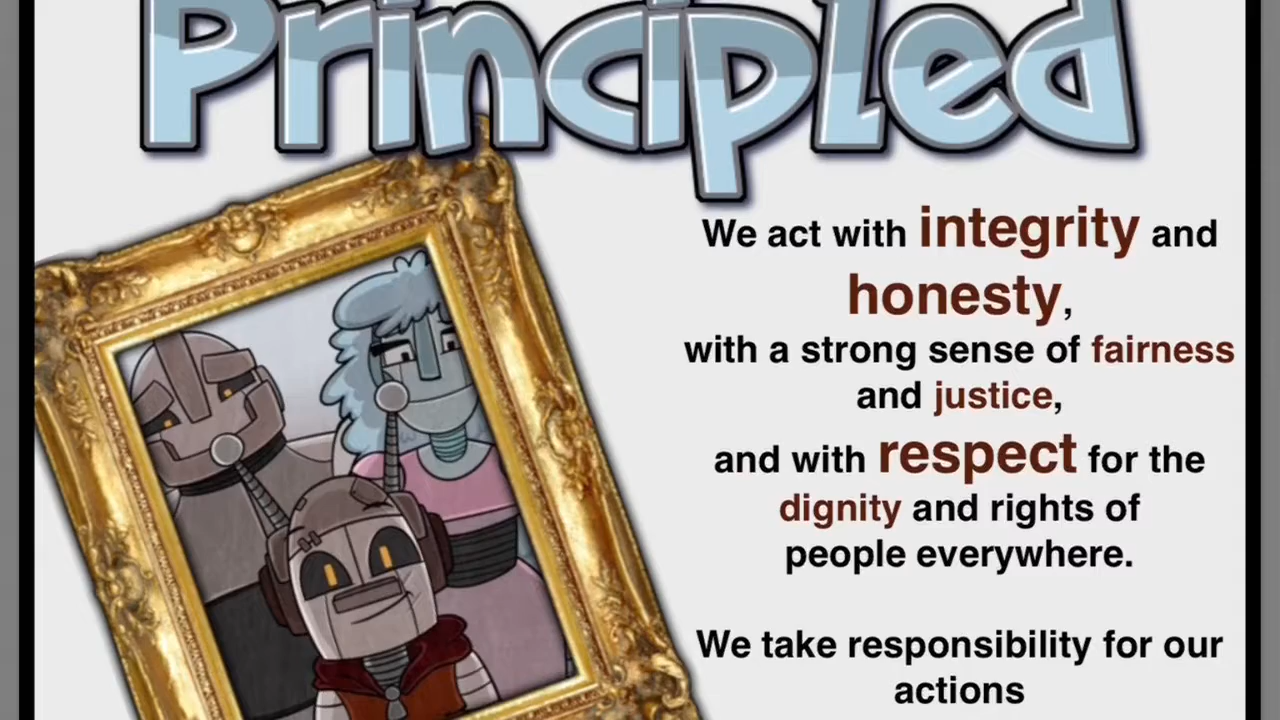 Principled
We act with integrity and
honesty,
with a strong sense of fairness
and justice,
and with respect for the
dignity and rights of
people everywhere.
We take responsibility for our
actions